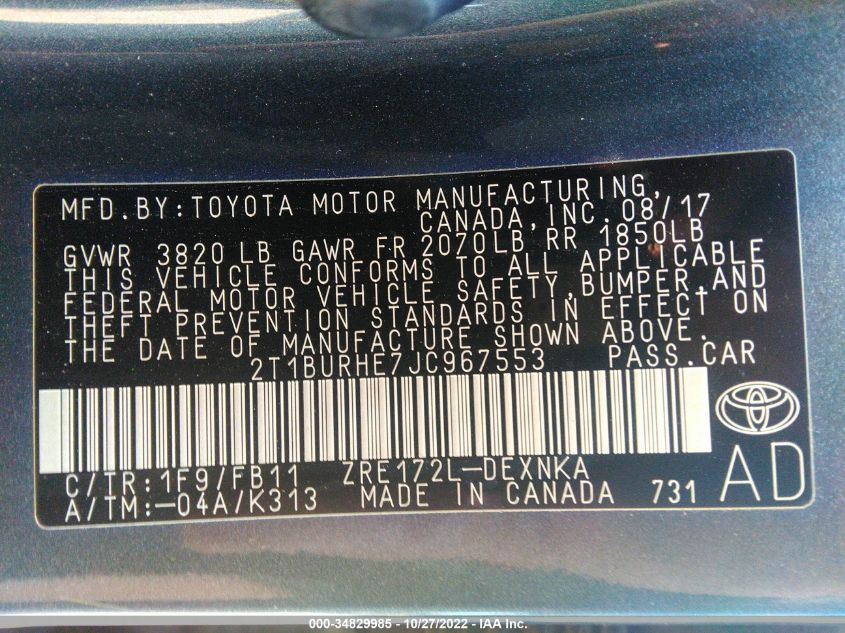 MFD.BY:TOYOTA MOTOR MANUFACTURING,
CANADA,INC. 08/17
GVWR 3820 LB GAWR FR 2070LB RR 1850LB
THIS VEHICLE CONFORMS TO ALL APPLICABLE
FEDERAL MOTOR VEHICLE SAFETY,BUMPER,AND
THEFT PREVENTION STANDARDS IN EFFECT ON
THE DATE OF MANUFACTURE SHOWN ABOVE.
2T1BURHE7JC967553 PASS.CAR
C/TR:1F9/FB11 ZRE172L-DEXNKA
A/TM:-04A/K313 MADE IN CANADA 731
AD
000-34829985 - 10/27/2022 - IAA Inc.